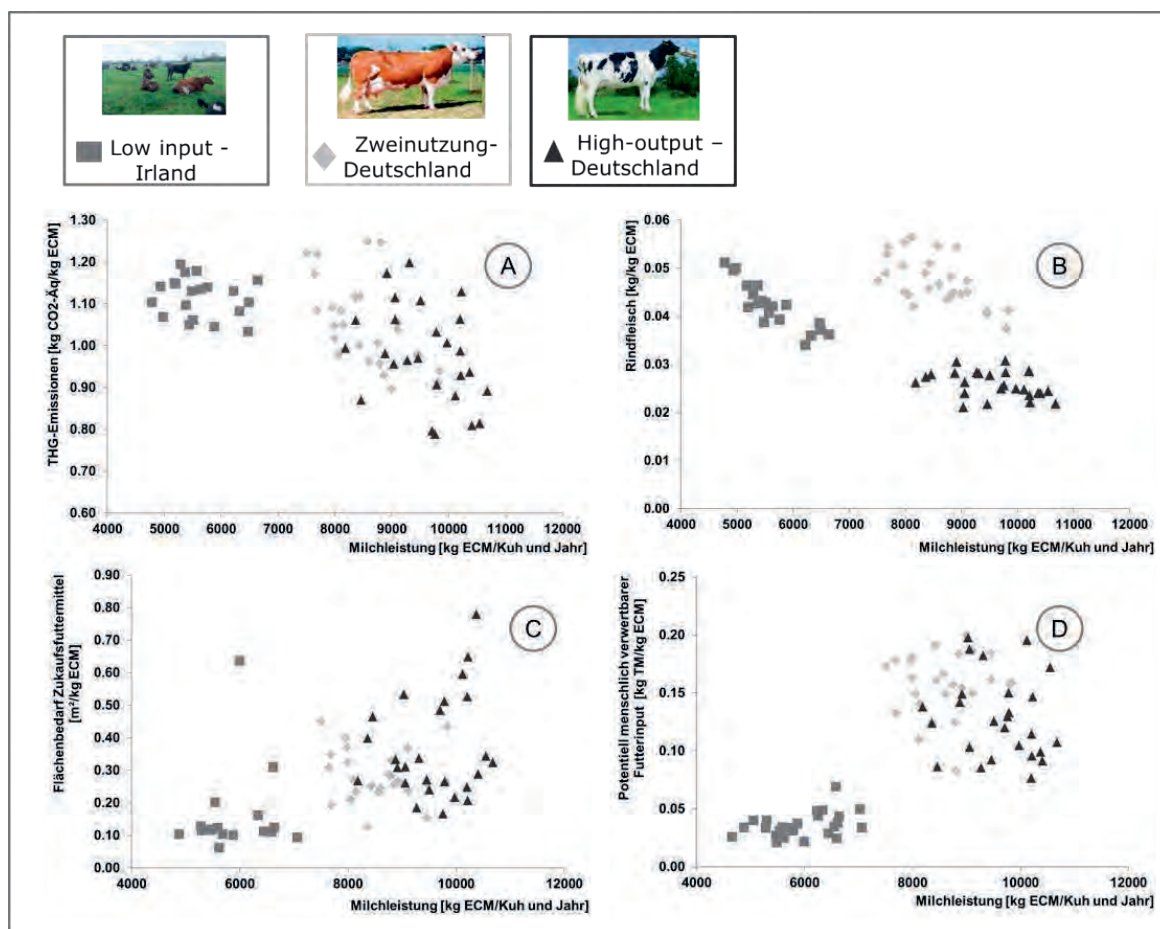 Low input -
Irland
Zweinutzung-
Deutschland
High-output –
Deutschland
THG-Emissionen [kg CO2-Äq/kg ECM]
1.30
1.20
1.10
1.00
0.90
0.80
0.70
0.60
A
4000 5000 6000 7000 8000 9000 10000 11000 12000
Milchleistung [kg ECM/Kuh und Jahr]
Rindfleisch [kg/kg ECM]
0.06
0.05
0.04
0.03
0.02
0.01
0.00
B
4000 5000 6000 7000 8000 9000 10000 11000 12000
Milchleistung [kg ECM/Kuh und Jahr]
Flächenbedarf Zukaufsfuttermittel
[m²/kg ECM]
0.90
0.80
0.70
0.60
0.50
0.40
0.30
0.20
0.10
0.00
C
4000 6000 8000 10000 12000
Milchleistung [kg ECM/Kuh und Jahr]
Potentiell menschlich verwertbarer
Futterinput [kg TM/kg ECM]
0.25
0.20
0.15
0.10
0.05
0.00
D
4000 6000 8000 10000 12000
Milchleistung [kg ECM/Kuh und Jahr]